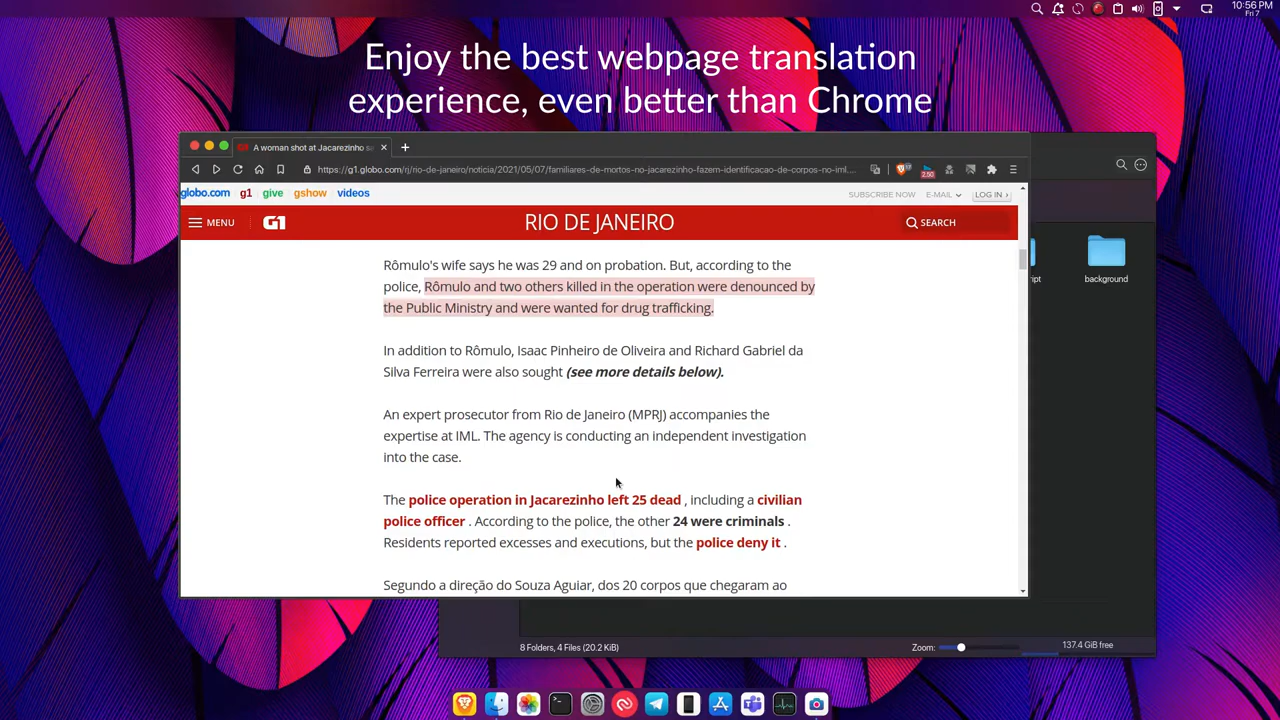 10:56 PM
Fri 7
Enjoy the best webpage translation
experience, even better than Chrome
A woman shot at Jacarezinho sa
https://g1.globo.com/rj/rio-de-janeiro/noticia/2021/05/07/familiares-de-mortos-no-jacarezinho-fazem-identificacao-de-corpos-no-iml....
2.50
globo.com g1 give gshow videos
SUBSCRIBE NOW E-MAIL LOG IN ›
MENU G1 RIO DE JANEIRO SEARCH
Rômulo's wife says he was 29 and on probation. But, according to the
police, Rômulo and two others killed in the operation were denounced by
the Public Ministry and were wanted for drug trafficking.
In addition to Rômulo, Isaac Pinheiro de Oliveira and Richard Gabriel da
Silva Ferreira were also sought (see more details below).
An expert prosecutor from Rio de Janeiro (MPRJ) accompanies the
expertise at IML. The agency is conducting an independent investigation
into the case.
The police operation in Jacarezinho left 25 dead , including a civilian
police officer . According to the police, the other 24 were criminals .
Residents reported excesses and executions, but the police deny it .
Segundo a direção do Souza Aguiar, dos 20 corpos que chegaram ao
ript
background
8 Folders, 4 Files (20.2 KiB)
Zoom:
137.4 GiB free